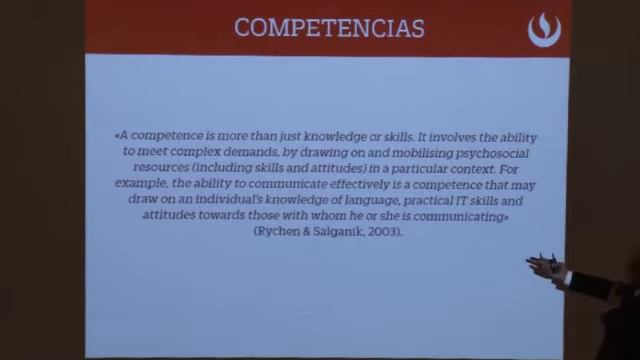 COMPETENCIAS
«A competence is more than just knowledge or skills. It involves the ability
to meet complex demands, by drawing on and mobilising psychosocial
resources (including skills and attitudes) in a particular context. For
example, the ability to communicate effectively is a competence that may
draw on an individual's knowledge of language, practical IT skills and
attitudes towards those with whom he or she is communicating»
(Rychen & Salganik, 2003).